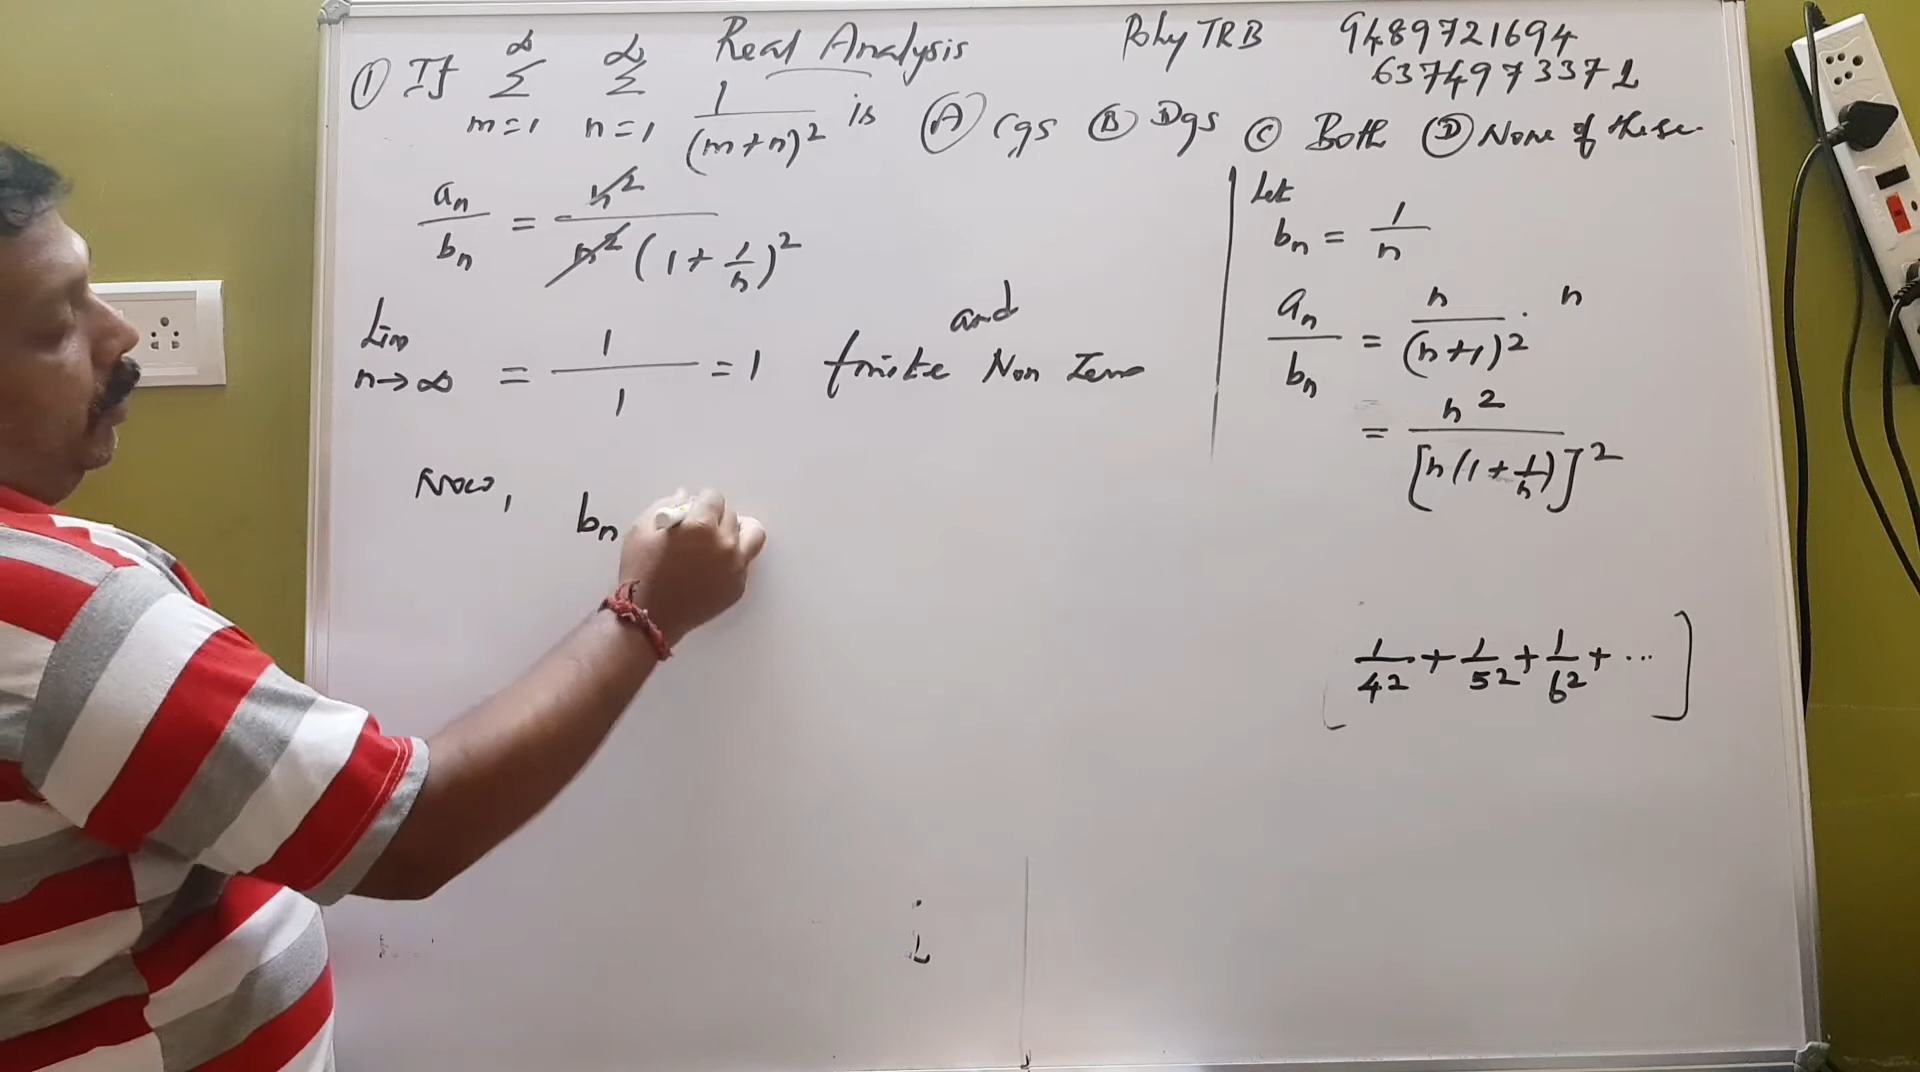 Real Analysis Poly TRB 9489721694
6374973372
① If ∞∑m=1 ∞∑n=1 1/(m+n)² is Ⓐ Cgs Ⓑ Dgs Ⓒ Both Ⓓ None of these
aₙ/bₙ = n²/n²(1+1/n)²
Lim n→∞ = 1/1 = 1 finite and Non Zero
Now, bₙ
Let
bₙ = 1/n
aₙ/bₙ = n/(n+1)² · n
= n²/[n(1+1/n)]²
[1/4² + 1/5² + 1/6² + ...]